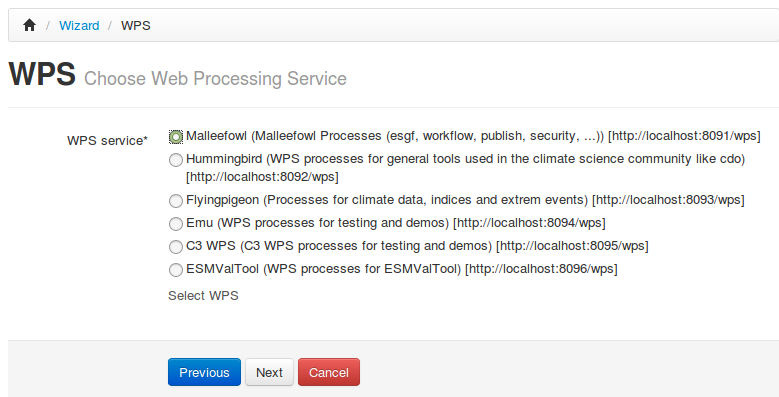 / Wizard / WPS
WPS Choose Web Processing Service
WPS service*
Malleefowl (Malleefowl Processes (esgf, workflow, publish, security, ...)) [http://localhost:8091/wps]
Hummingbird (WPS processes for general tools used in the climate science community like cdo)
[http://localhost:8092/wps]
Flyingpigeon (Processes for climate data, indices and extrem events) [http://localhost:8093/wps]
Emu (WPS processes for testing and demos) [http://localhost:8094/wps]
C3 WPS (C3 WPS processes for testing and demos) [http://localhost:8095/wps]
ESMValTool (WPS processes for ESMValTool) [http://localhost:8096/wps]
Select WPS
Previous Next Cancel